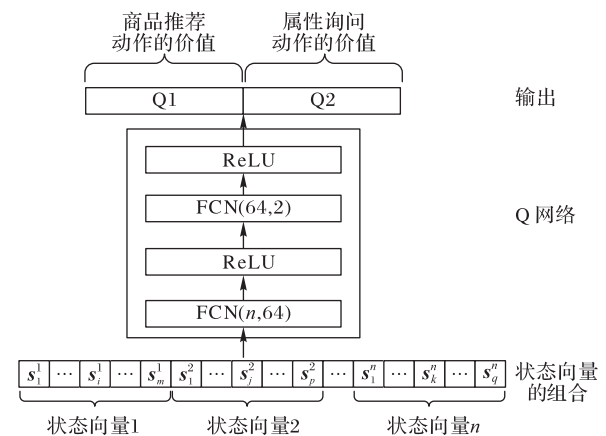 商品推荐 属性询问
动作的价值 动作的价值
Q1 Q2 输出
ReLU
FCN(64,2)
Q 网络
ReLU
FCN(n,64)
s₁¹ ⋯ sᵢ¹ ⋯ sₘ¹ s₁² ⋯ sⱼ² ⋯ sₚ² ⋯ s₁ⁿ ⋯ sₖⁿ ⋯ s_qⁿ 状态向量
的组合
状态向量1 状态向量2 状态向量n